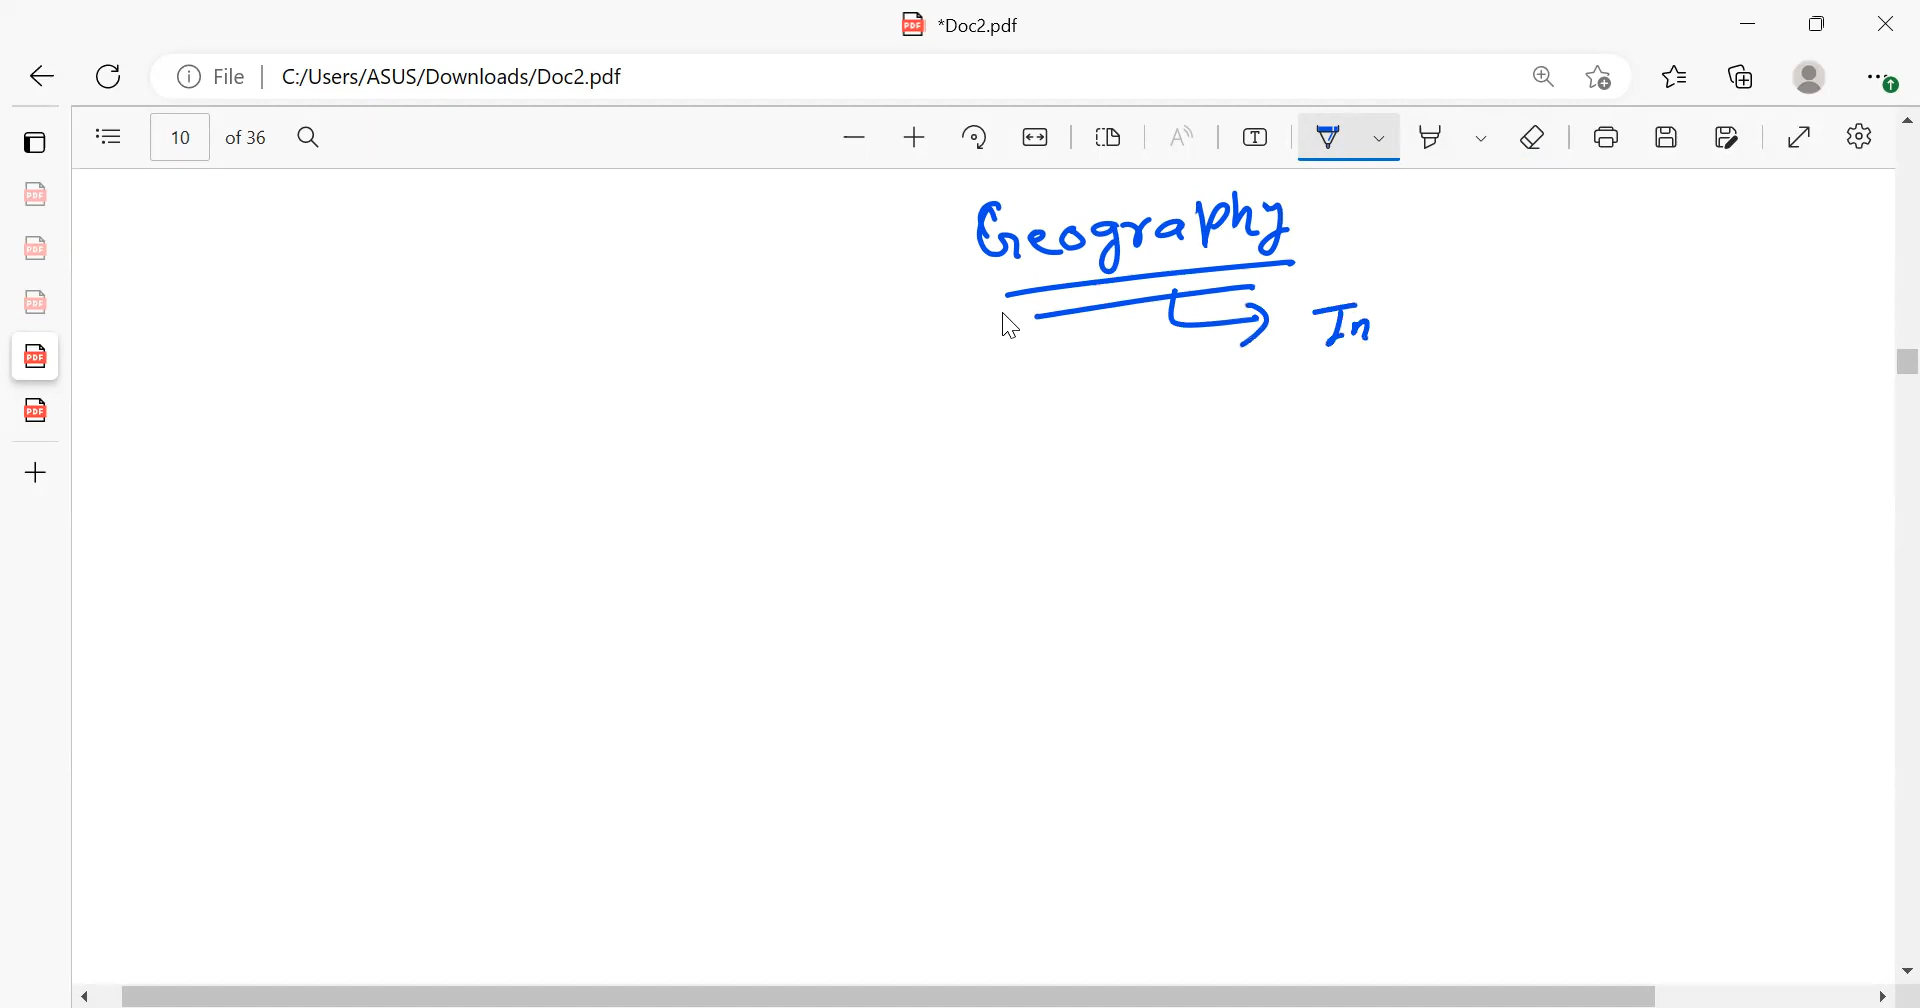 *Doc2.pdf
File | C:/Users/ASUS/Downloads/Doc2.pdf
10 of 36
Geography
In